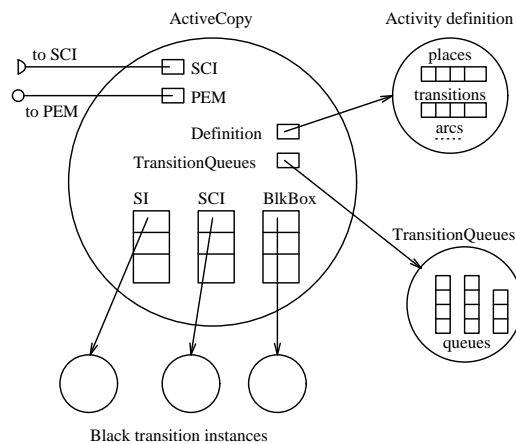 ActiveCopy
Activity definition
to SCI
SCI
places
to PEM
PEM
transitions
Definition
arcs
TransitionQueues
SI SCI BlkBox
TransitionQueues
queues
Black transition instances